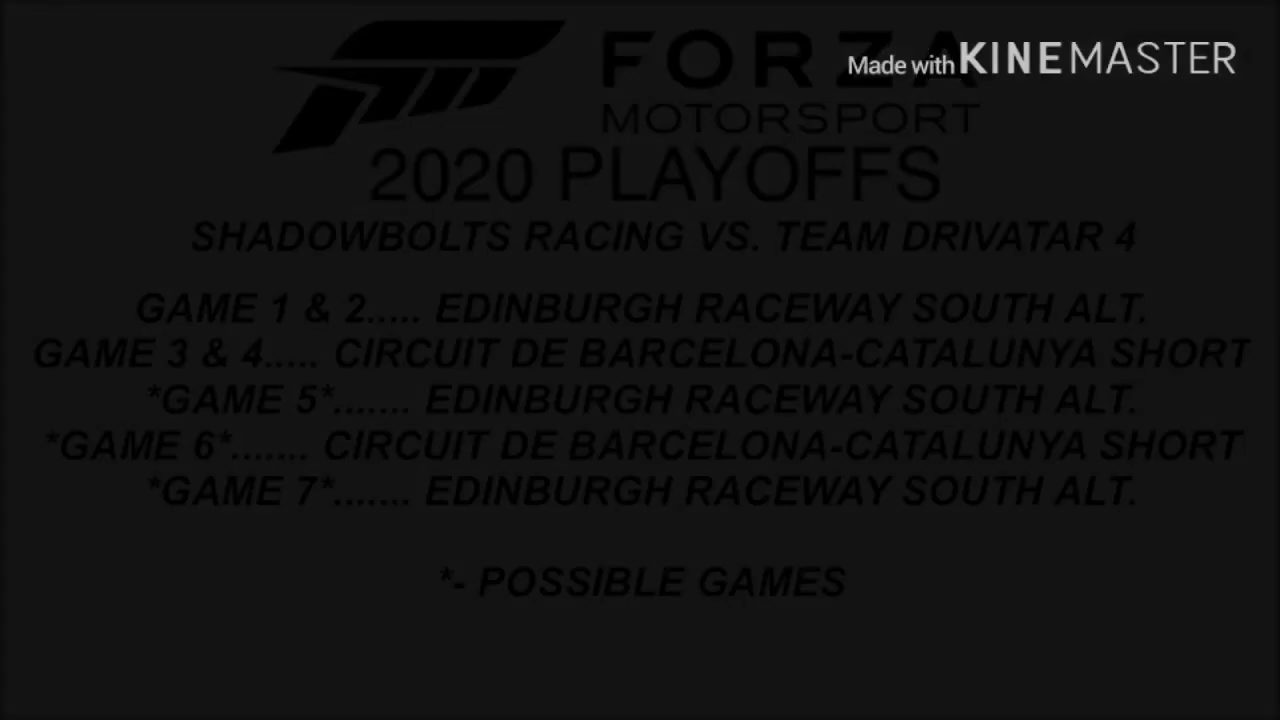 FORZA
Made with KINEMASTER
MOTORSPORT
2020 PLAYOFFS
SHADOWBOLTS RACING VS. TEAM DRIVATAR 4
GAME 1 & 2..... EDINBURGH RACEWAY SOUTH ALT.
GAME 3 & 4..... CIRCUIT DE BARCELONA-CATALUNYA SHORT
*GAME 5*....... EDINBURGH RACEWAY SOUTH ALT.
*GAME 6*....... CIRCUIT DE BARCELONA-CATALUNYA SHORT
*GAME 7*....... EDINBURGH RACEWAY SOUTH ALT.
*- POSSIBLE GAMES